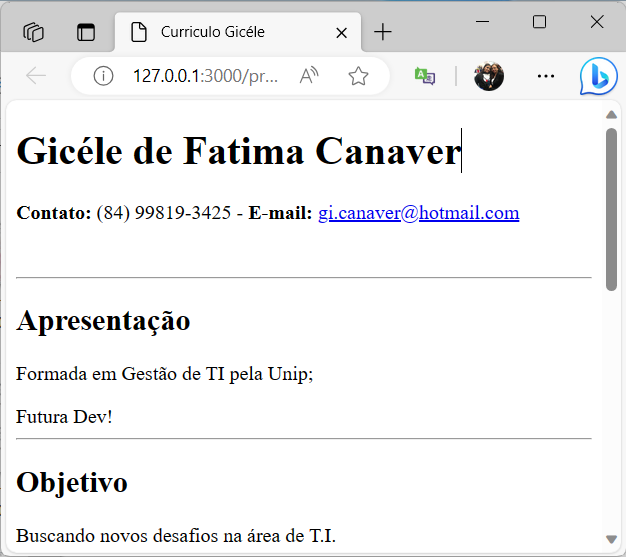 Curriculo Gicéle
127.0.0.1:3000/pr...
Gicéle de Fatima Canaver
Contato: (84) 99819-3425 - E-mail: gi.canaver@hotmail.com
Apresentação
Formada em Gestão de TI pela Unip;
Futura Dev!
Objetivo
Buscando novos desafios na área de T.I.